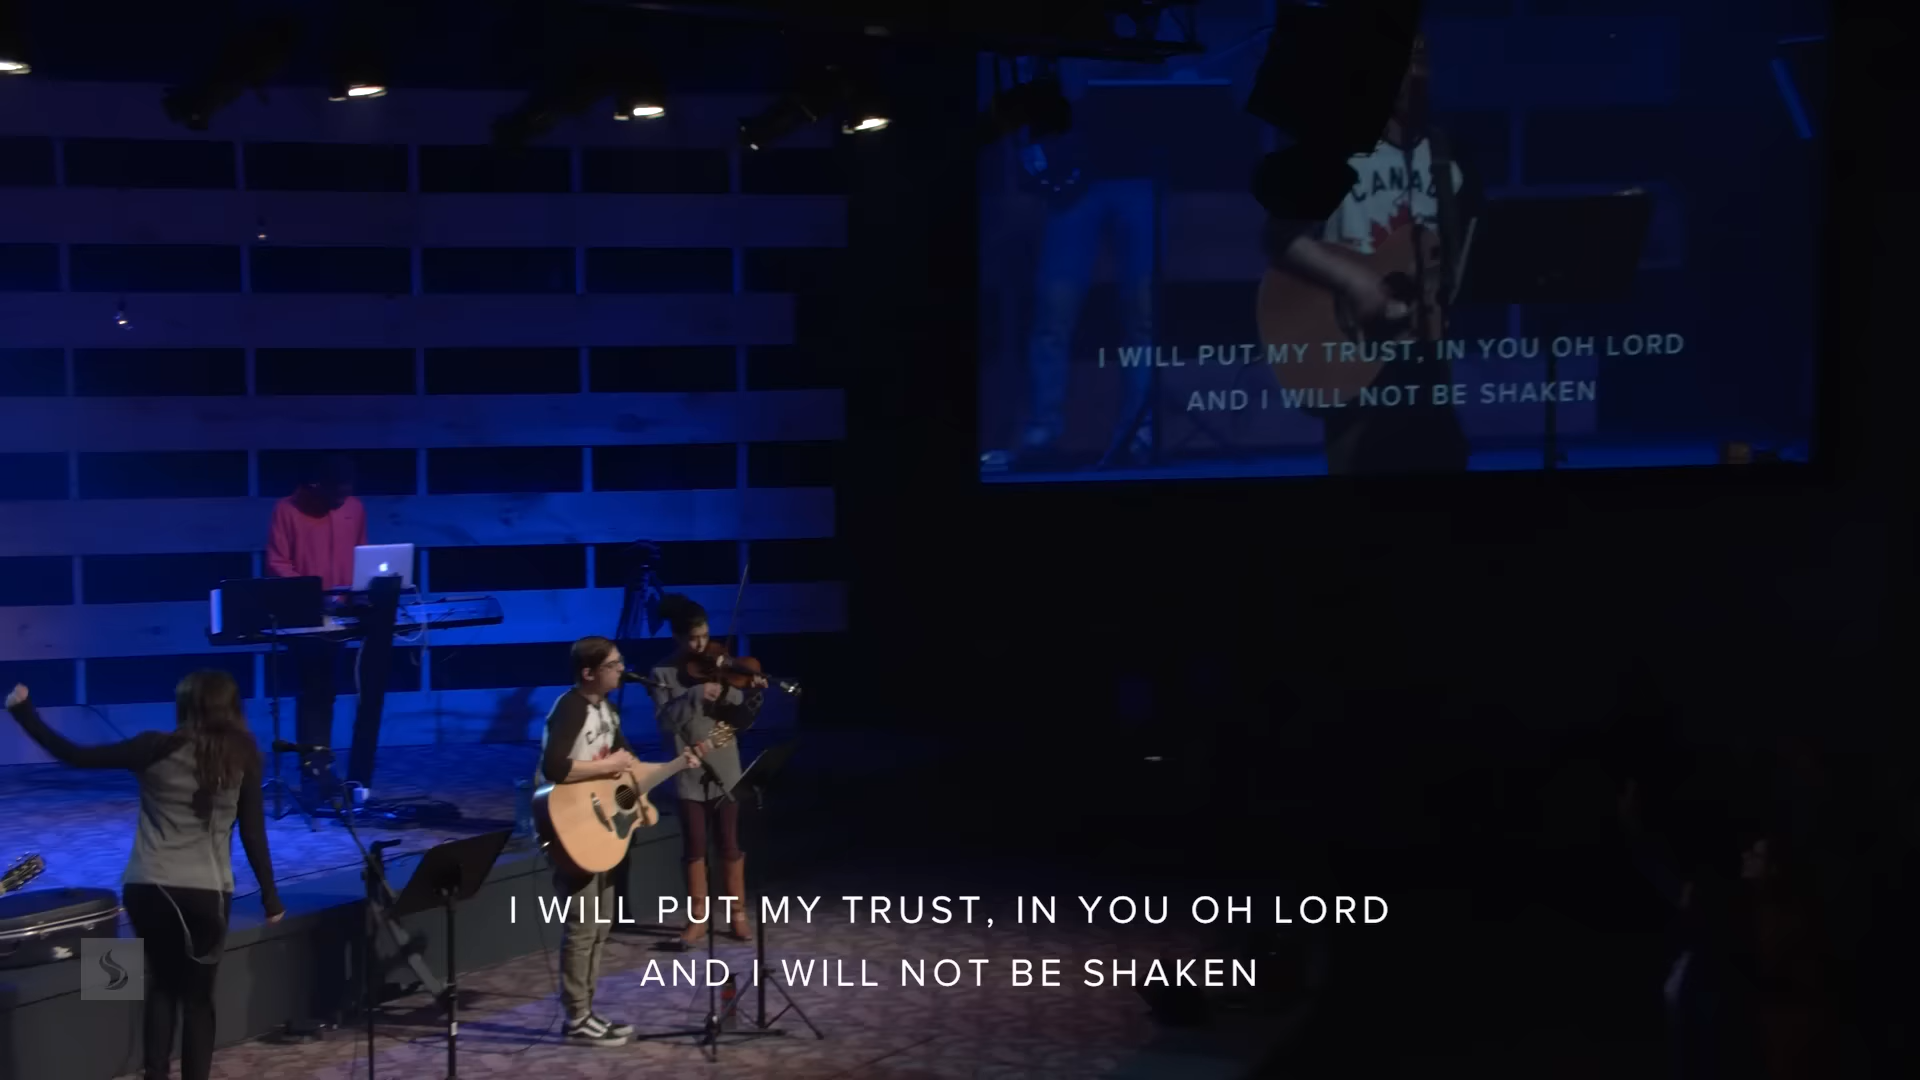 CANAD
I WILL PUT MY TRUST, IN YOU OH LORD
AND I WILL NOT BE SHAKEN
I WILL PUT MY TRUST, IN YOU OH LORD
AND I WILL NOT BE SHAKEN